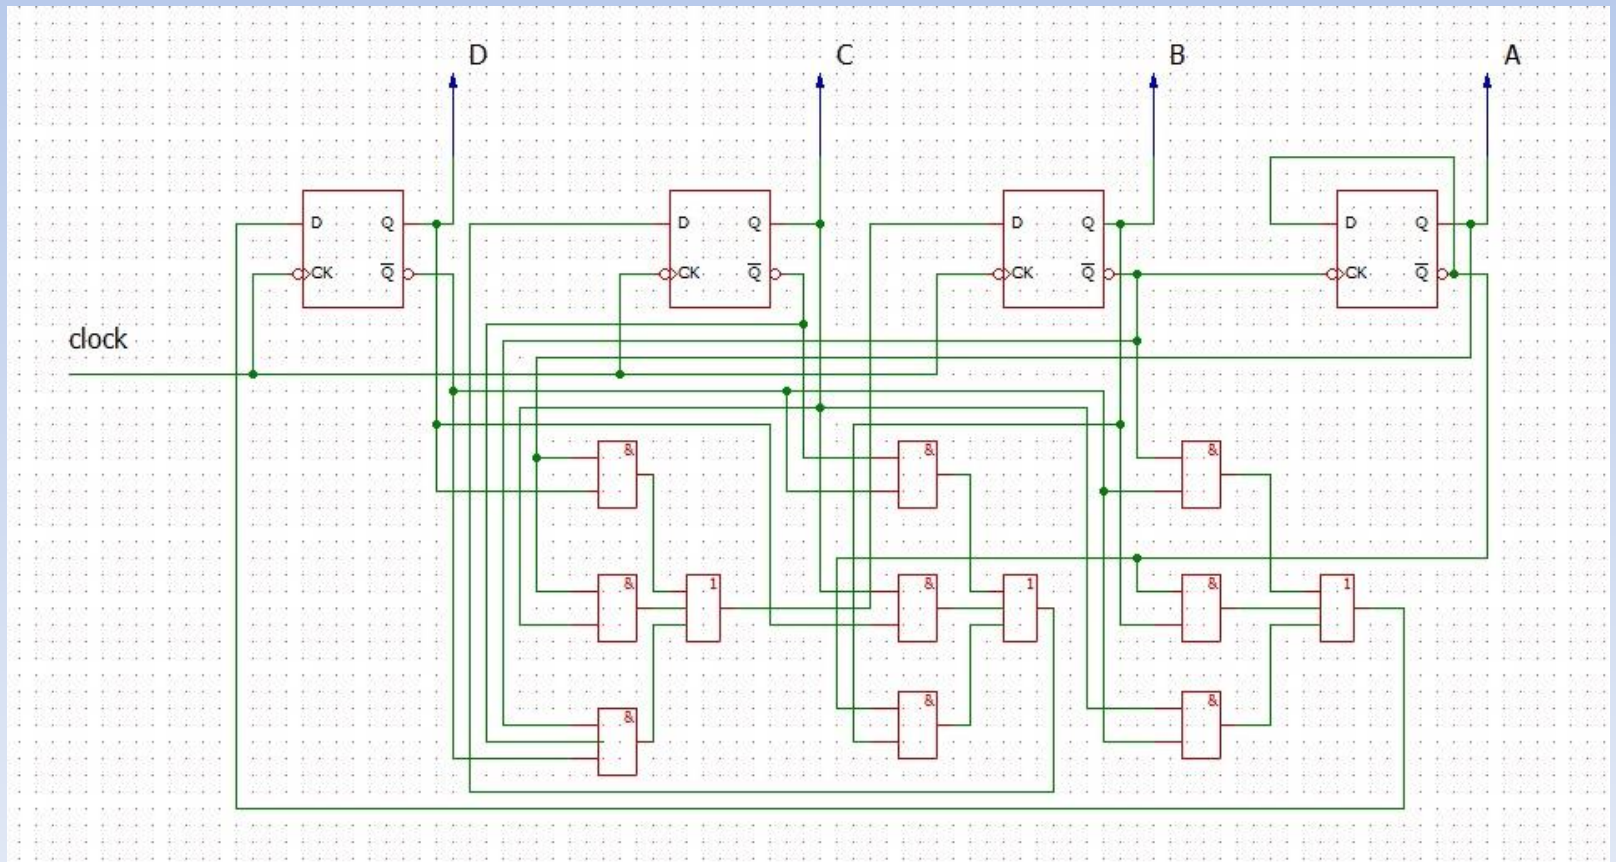 D C B A
D Q D Q D Q D Q
CK Q̅ CK Q̅ CK Q̅ CK Q̅
clock
& & &
& 1 & 1 & 1
& &
&